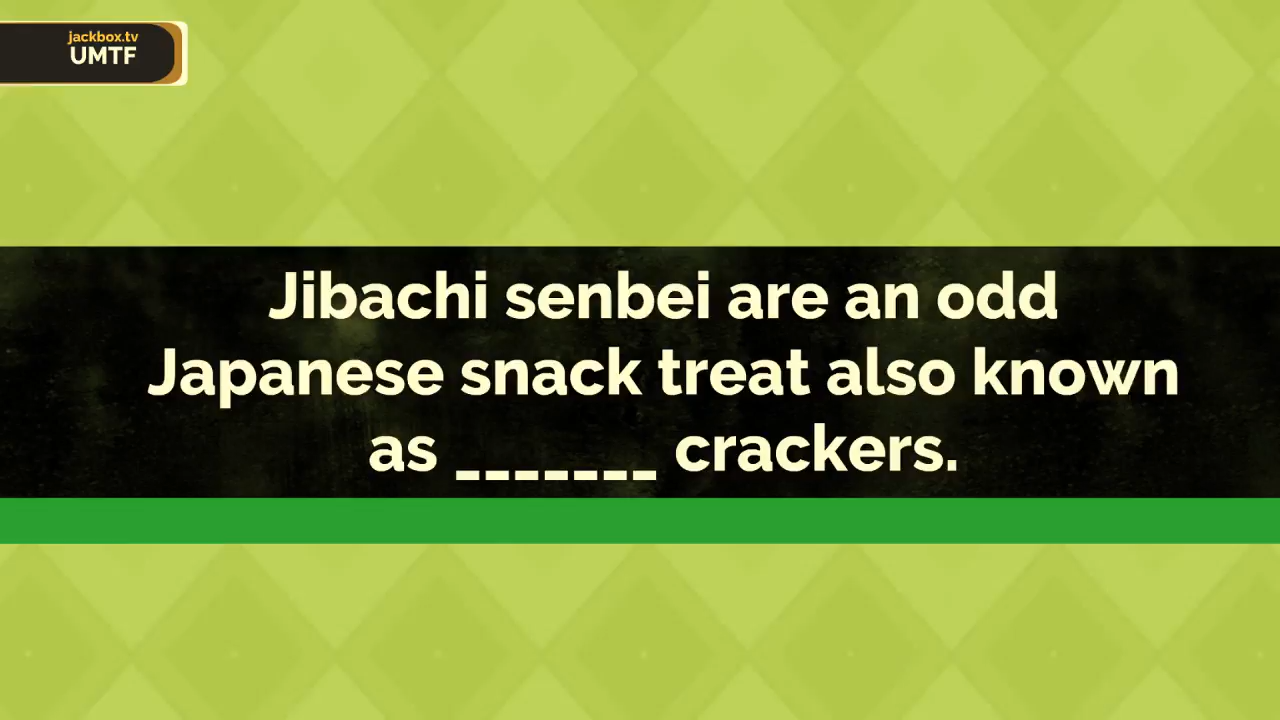 jackbox.tv
UMTF
Jibachi senbei are an odd
Japanese snack treat also known
as _______ crackers.